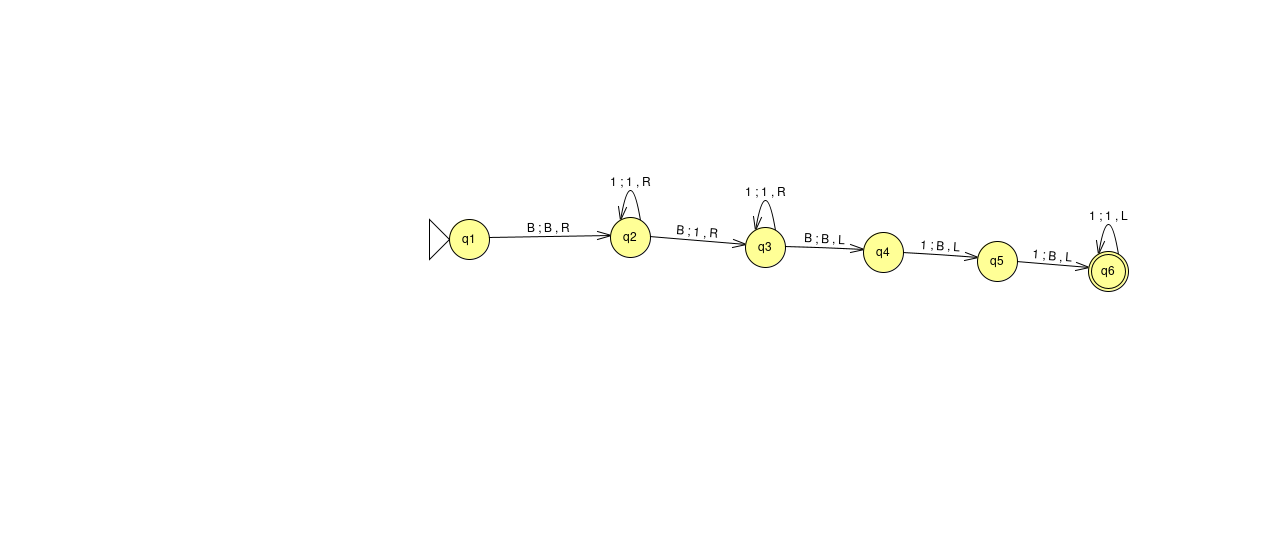 1 ; 1 , R
1 ; 1 , R
1 ; 1 , L
B ; B , R
B ; 1 , R
B ; B , L
1 ; B , L
1 ; B , L
q1
q2
q3
q4
q5
q6